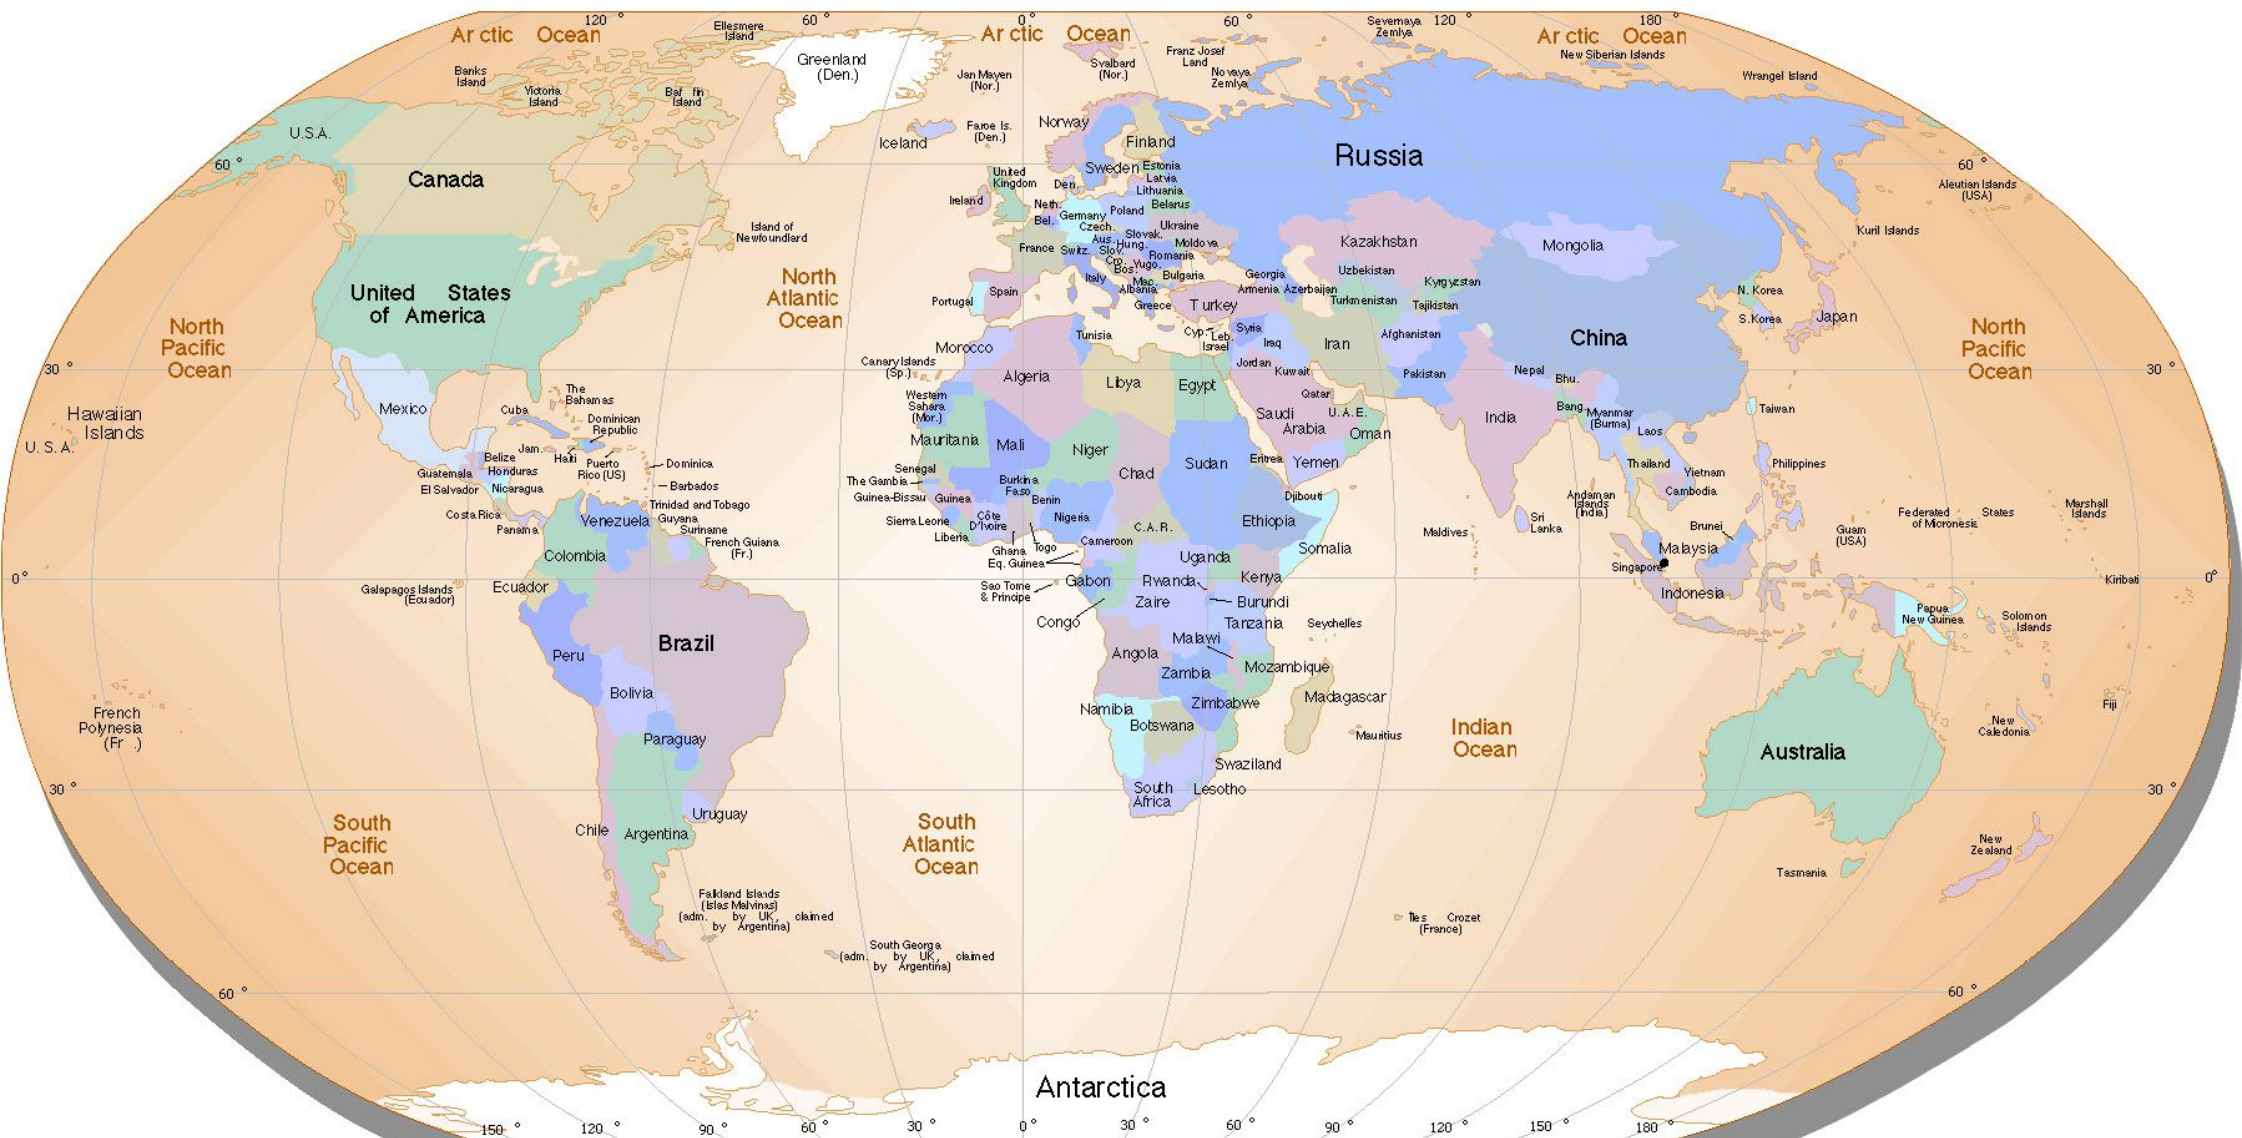 120 °
60 °
0 °
60 °
120 °
180 °
Arctic Ocean
Arctic Ocean
Arctic Ocean
Ellesmere
Island
Greenland
(Den.)
Banks
Island
Victoria
Island
Baffin
Island
Jan Mayen
(Nor.)
Svalbard
(Nor.)
Franz Josef
Land
Novaya
Zemlya
Severnaya
Zemlya
New Siberian Islands
Wrangel Island
U.S.A.
Canada
60 °
Iceland
Faroe Is.
(Den.)
Norway
Sweden
Finland
Estonia
Latvia
Lithuania
Belarus
Russia
60 °
Aleutian Islands
(USA)
Kuril Islands
United
Kingdom
Ireland
Den.
Neth.
Bel.
Germany
Poland
Czech.
Slovak.
Ukraine
France
Switz.
Aus.
Hung.
Moldova
Slov.
Romania
Cro.
Bos.
Yugo.
Bulgaria
Mac.
Italy
Albania
Greece
Portugal
Spain
Turkey
Georgia
Armenia
Azerbaijan
Kazakhstan
Uzbekistan
Kyrgyzstan
Turkmenistan
Tajikistan
Mongolia
N. Korea
S.Korea
Japan
China
Island of
Newfoundland
United States
of America
North
Atlantic
Ocean
North
Pacific
Ocean
North
Pacific
Ocean
30 °
30 °
Hawaiian
Islands
U. S. A.
Mexico
Cuba
The
Bahamas
Dominican
Republic
Jam.
Haiti
Puerto
Rico (US)
Belize
Honduras
Guatemala
El Salvador
Nicaragua
Costa Rica
Panama
Dominica
Barbados
Trinidad and Tobago
Venezuela
Guyana
Suriname
French Guiana
(Fr.)
Colombia
Ecuador
Galapagos Islands
(Ecuador)
Canary Islands
(Sp.)
Morocco
Tunisia
Algeria
Libya
Egypt
Western
Sahara
(Mor.)
Mauritania
Mali
Niger
Chad
Sudan
Eritrea
Senegal
The Gambia
Guinea-Bissau
Guinea
Sierra Leone
Liberia
Côte
D'Ivoire
Burkina
Faso
Benin
Nigeria
Ghana
Togo
Cameroon
C.A.R.
Eq. Guinea
Sao Tome
& Principe
Djibouti
Ethiopia
Somalia
Uganda
Kenya
Gabon
Congo
Rwanda
Zaire
Burundi
Tanzania
Seychelles
Malawi
Angola
Zambia
Mozambique
Madagascar
Mauritius
Namibia
Botswana
Zimbabwe
Swaziland
South
Africa
Lesotho
Cyp.
Leb.
Israel
Syria
Iraq
Jordan
Kuwait
Iran
Afghanistan
Pakistan
Nepal
Bhu.
Bang.
Qatar
U.A.E.
Saudi
Arabia
Oman
Yemen
India
Myanmar
(Burma)
Laos
Thailand
Vietnam
Cambodia
Taiwan
Philippines
Andaman
Islands
(India)
Sri
Lanka
Maldives
Brunei
Malaysia
Singapore
Indonesia
Guam
(USA)
Federated States
of Micronesia
Marshall
Islands
Kiribati
0°
0°
Papua
New Guinea
Solomon
Islands
Fiji
New
Caledonia
Australia
Tasmania
New
Zealand
Indian
Ocean
Îles Crozet
(France)
French
Polynesia
(Fr .)
Peru
Brazil
Bolivia
Paraguay
Uruguay
Chile
Argentina
30 °
30 °
South
Pacific
Ocean
South
Atlantic
Ocean
Falkland Islands
(Islas Malvinas)
(adm. by UK, claimed
by Argentina)
South Georga
(adm. by UK, claimed
by Argentina)
60 °
60 °
Antarctica
150 °
120 °
90 °
60 °
30 °
0 °
30 °
60 °
90 °
120 °
150 °
180 °